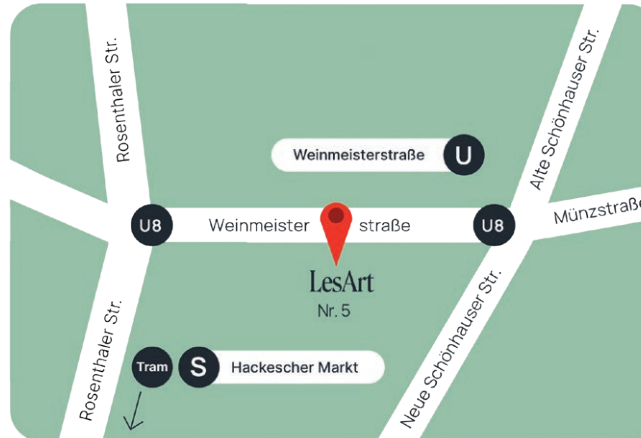 Rosenthaler Str.
Alte Schönhauser Str.
Weinmeisterstraße U
U8 Weinmeister straße U8
Münzstraße
LesArt
Nr. 5
Rosenthaler Str.
Neue Schönhauser Str.
Tram S Hackescher Markt